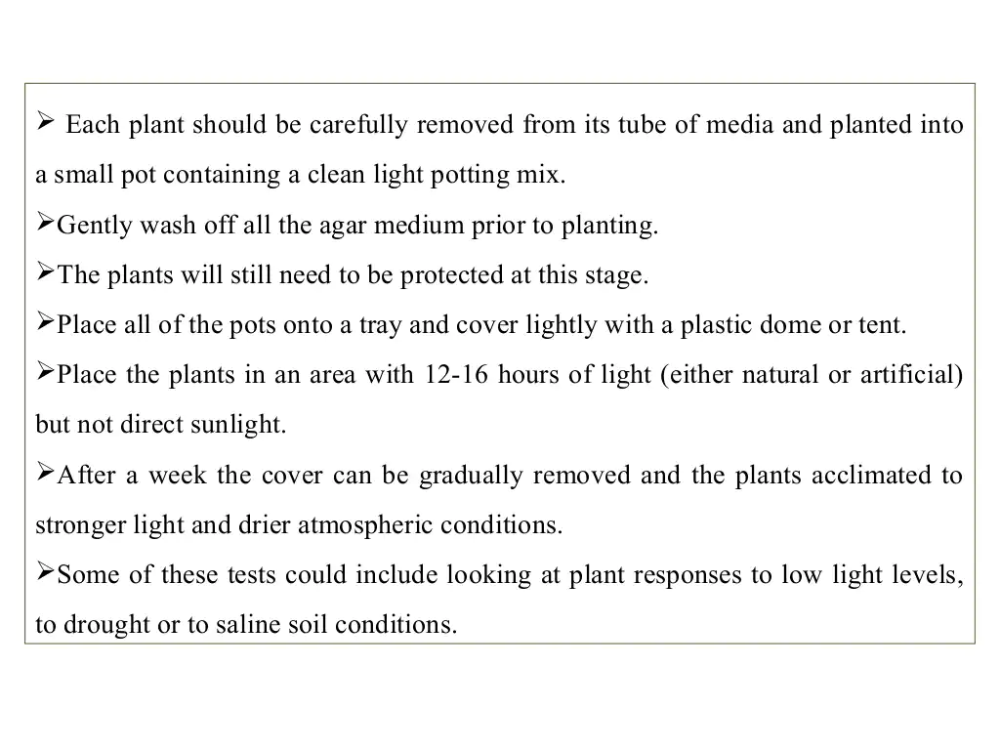 ➢ Each plant should be carefully removed from its tube of media and planted into
a small pot containing a clean light potting mix.
➢Gently wash off all the agar medium prior to planting.
➢The plants will still need to be protected at this stage.
➢Place all of the pots onto a tray and cover lightly with a plastic dome or tent.
➢Place the plants in an area with 12-16 hours of light (either natural or artificial)
but not direct sunlight.
➢After a week the cover can be gradually removed and the plants acclimated to
stronger light and drier atmospheric conditions.
➢Some of these tests could include looking at plant responses to low light levels,
to drought or to saline soil conditions.